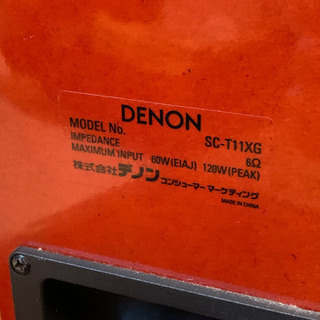 DENON
MODEL No. SC-T11XG
IMPEDANCE 6Ω
MAXIMUM INPUT 60W(EIAJ) 120W(PEAK)
株式会社デノン コンシューマー マーケティング
MADE IN CHINA